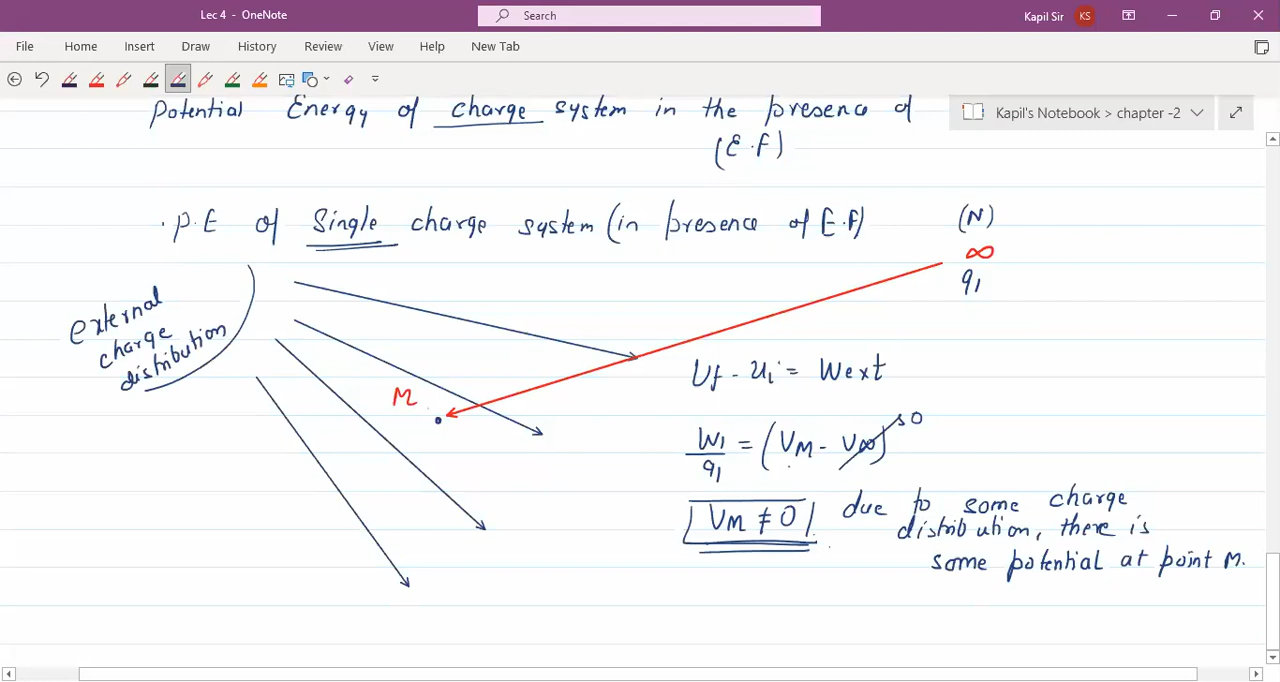 Lec 4 - OneNote
Search
Kapil Sir
KS
File Home Insert Draw History Review View Help New Tab
Kapil's Notebook > chapter -2
Potential Energy of charge system in the presence of
(E.F)
. P.E of Single charge system (in presence of E.F)
(N)
∞
q1
external
charge
distribution
M
Uf - Ui = Wext
W1/q1 = (VM - V∞) → 0
VM ≠ 0
due to some charge
distribution, there is
some potential at point M.